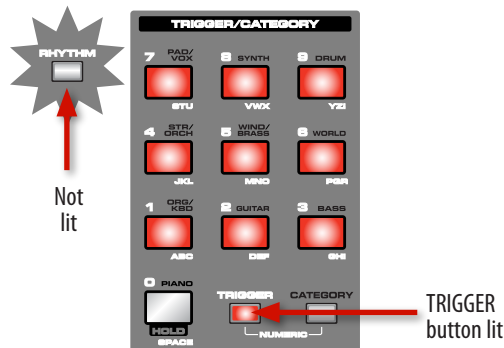 TRIGGER/CATEGORY
RHYTHM
7 PAD/VOX
8 SYNTH
9 DRUM
STU
VWX
YZ!
4 STR/ORCH
5 WIND/BRASS
6 WORLD
JKL
MNO
PQR
1 ORG/KBD
2 GUITAR
3 BASS
ABC
DEF
GHI
Not
lit
0 PIANO
TRIGGER
CATEGORY
HOLD
NUMERIC
SPACE
TRIGGER
button lit